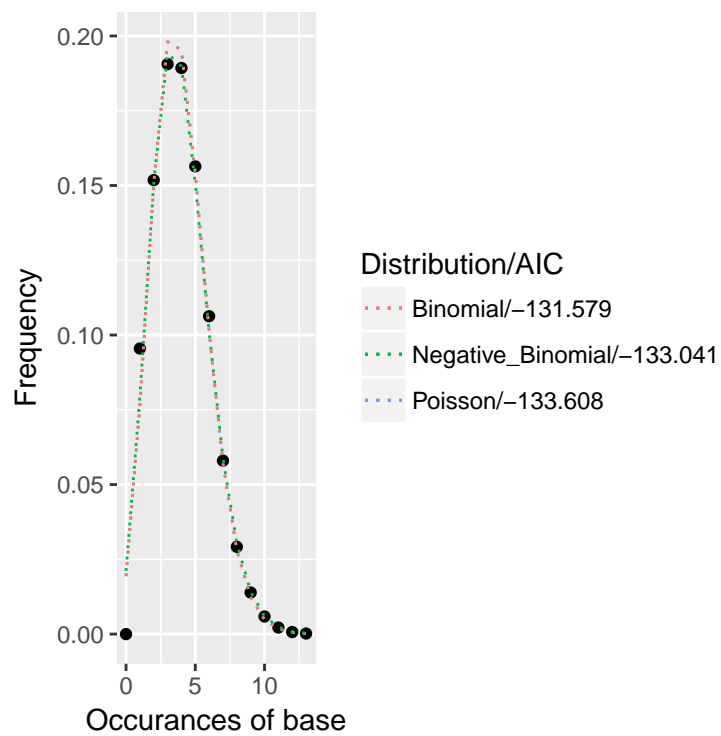 0.20
0.15
0.10
0.05
0.00
0 5 10
Frequency
Occurances of base
Distribution/AIC
Binomial/−131.579
Negative_Binomial/−133.041
Poisson/−133.608